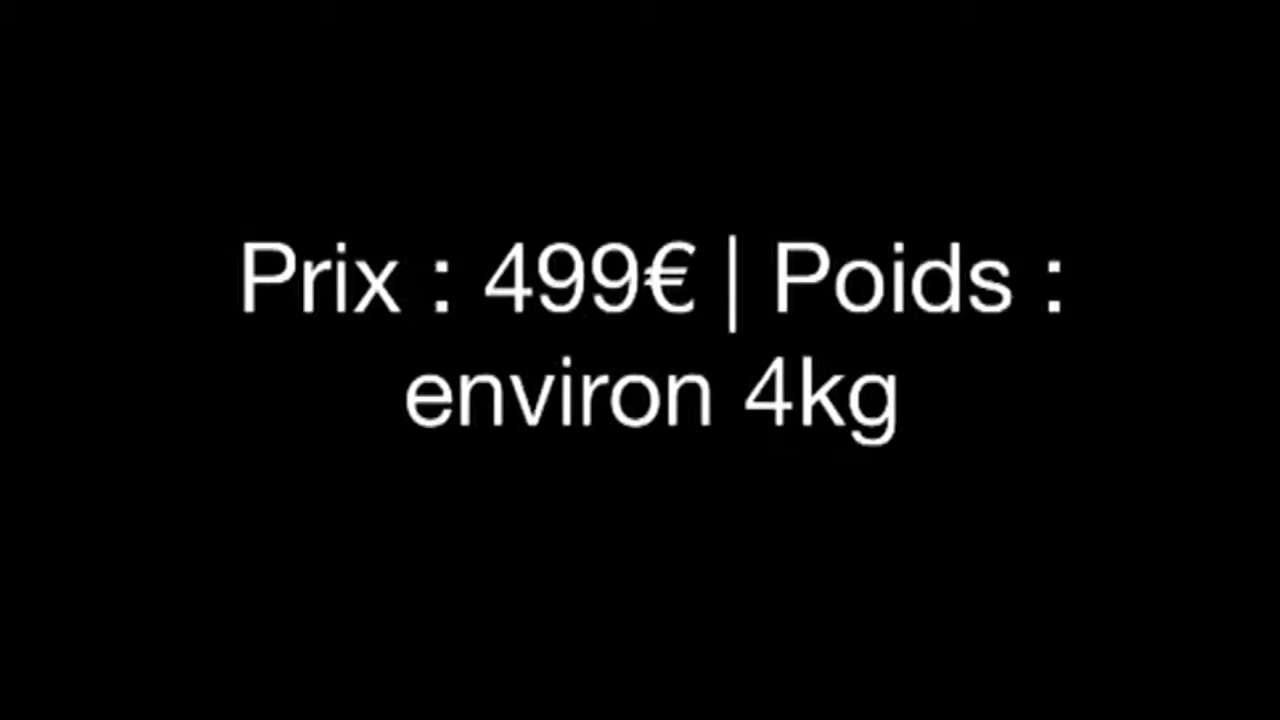 Prix : 499€ | Poids :
environ 4kg